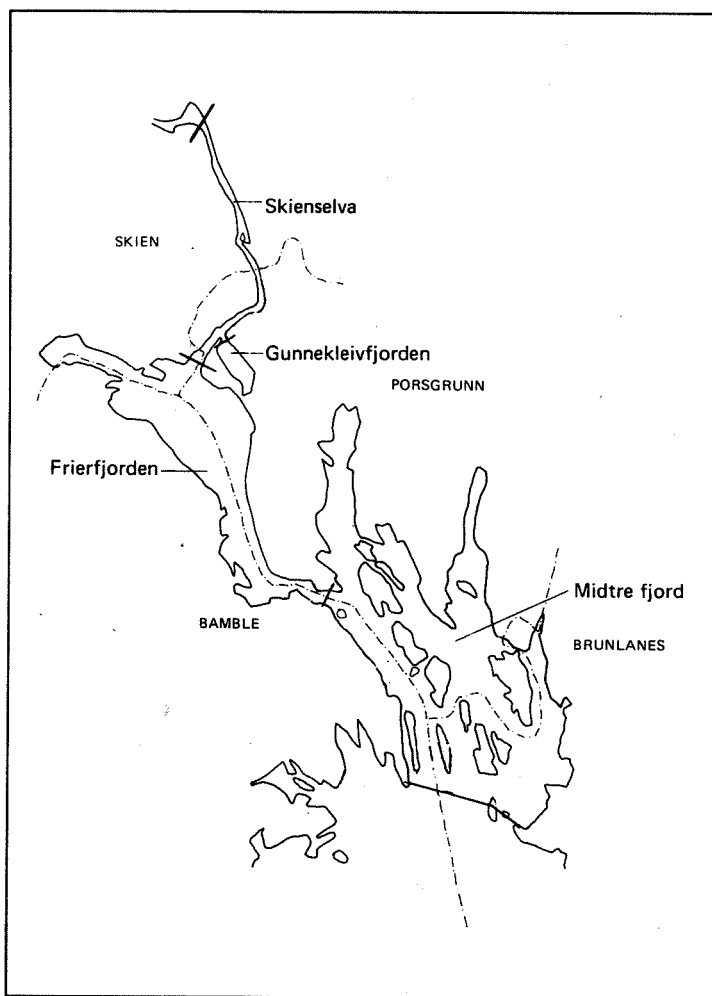 Skienselva
SKIEN
Gunnekleivfjorden
PORSGRUNN
Frierfjorden
Midtre fjord
BAMBLE
BRUNLANES